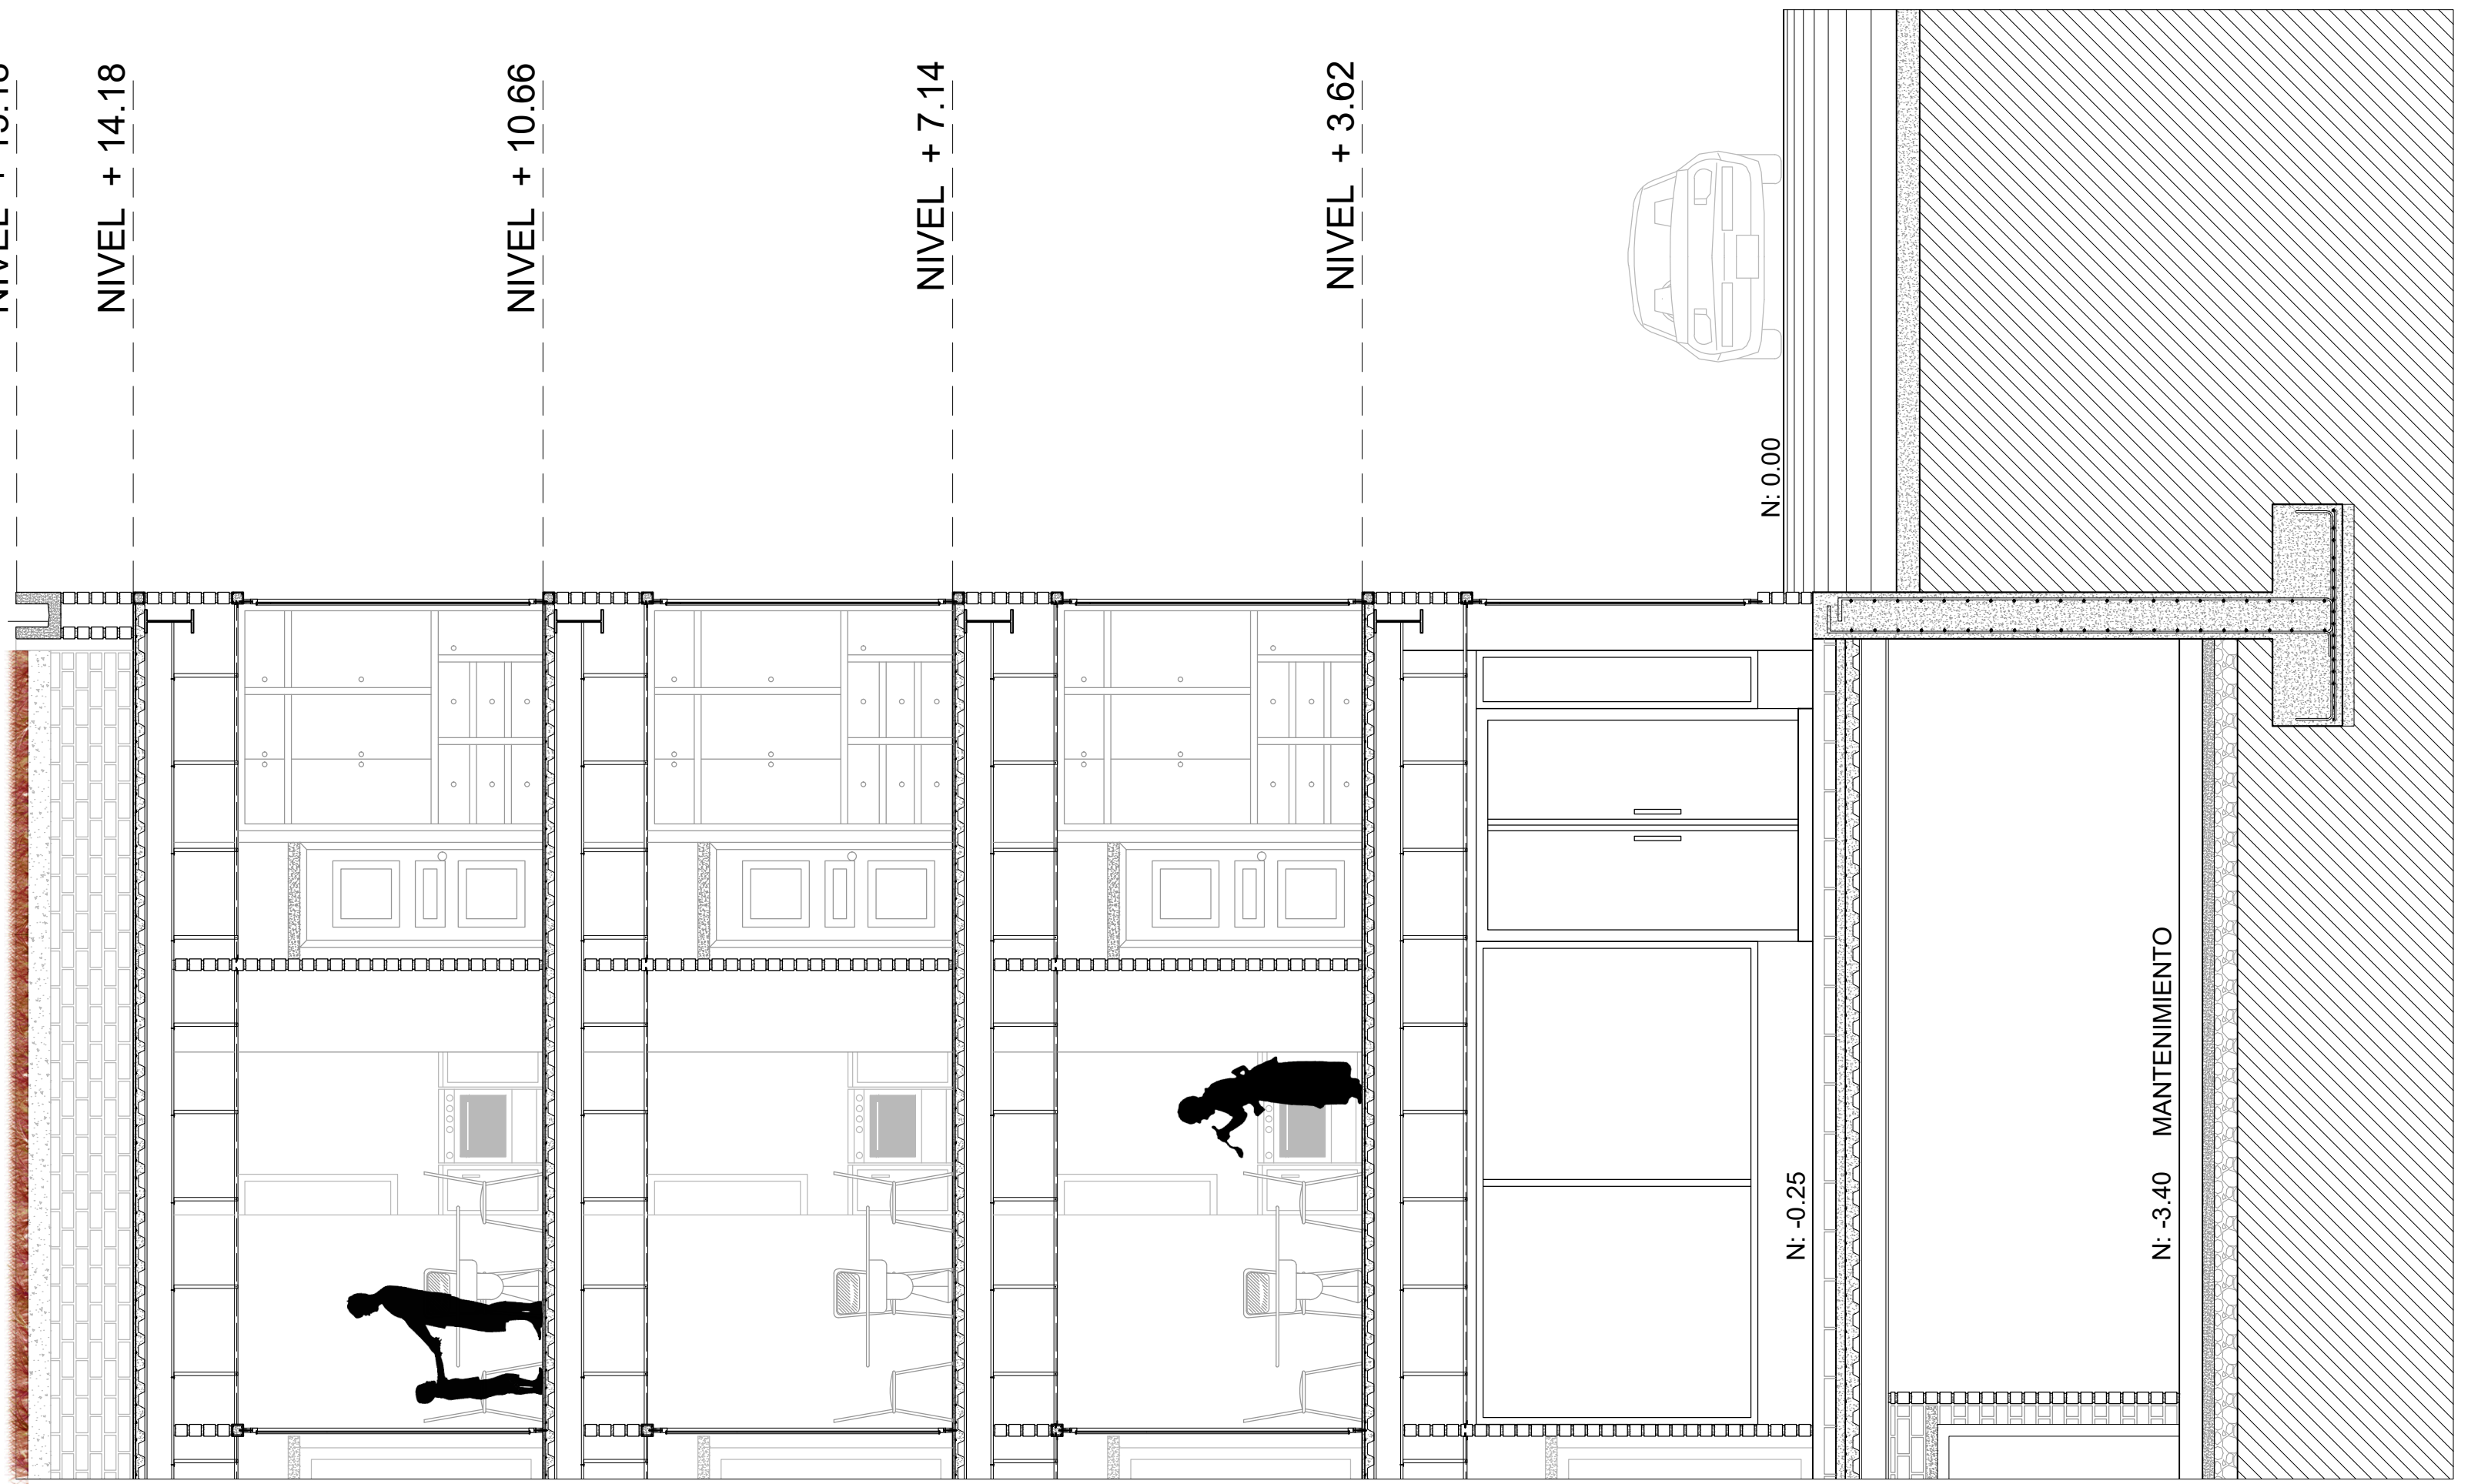 NIVEL + 14.18
NIVEL + 10.66
NIVEL + 7.14
NIVEL + 3.62
N: 0.00
N: -0.25
N: -3.40 MANTENIMIENTO